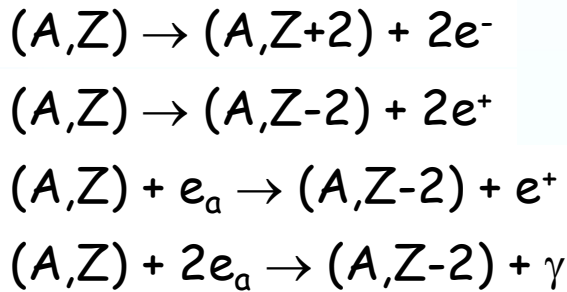 (A,Z) → (A,Z+2) + 2e⁻
(A,Z) → (A,Z-2) + 2e⁺
(A,Z) + eₐ → (A,Z-2) + e⁺
(A,Z) + 2eₐ → (A,Z-2) + γ